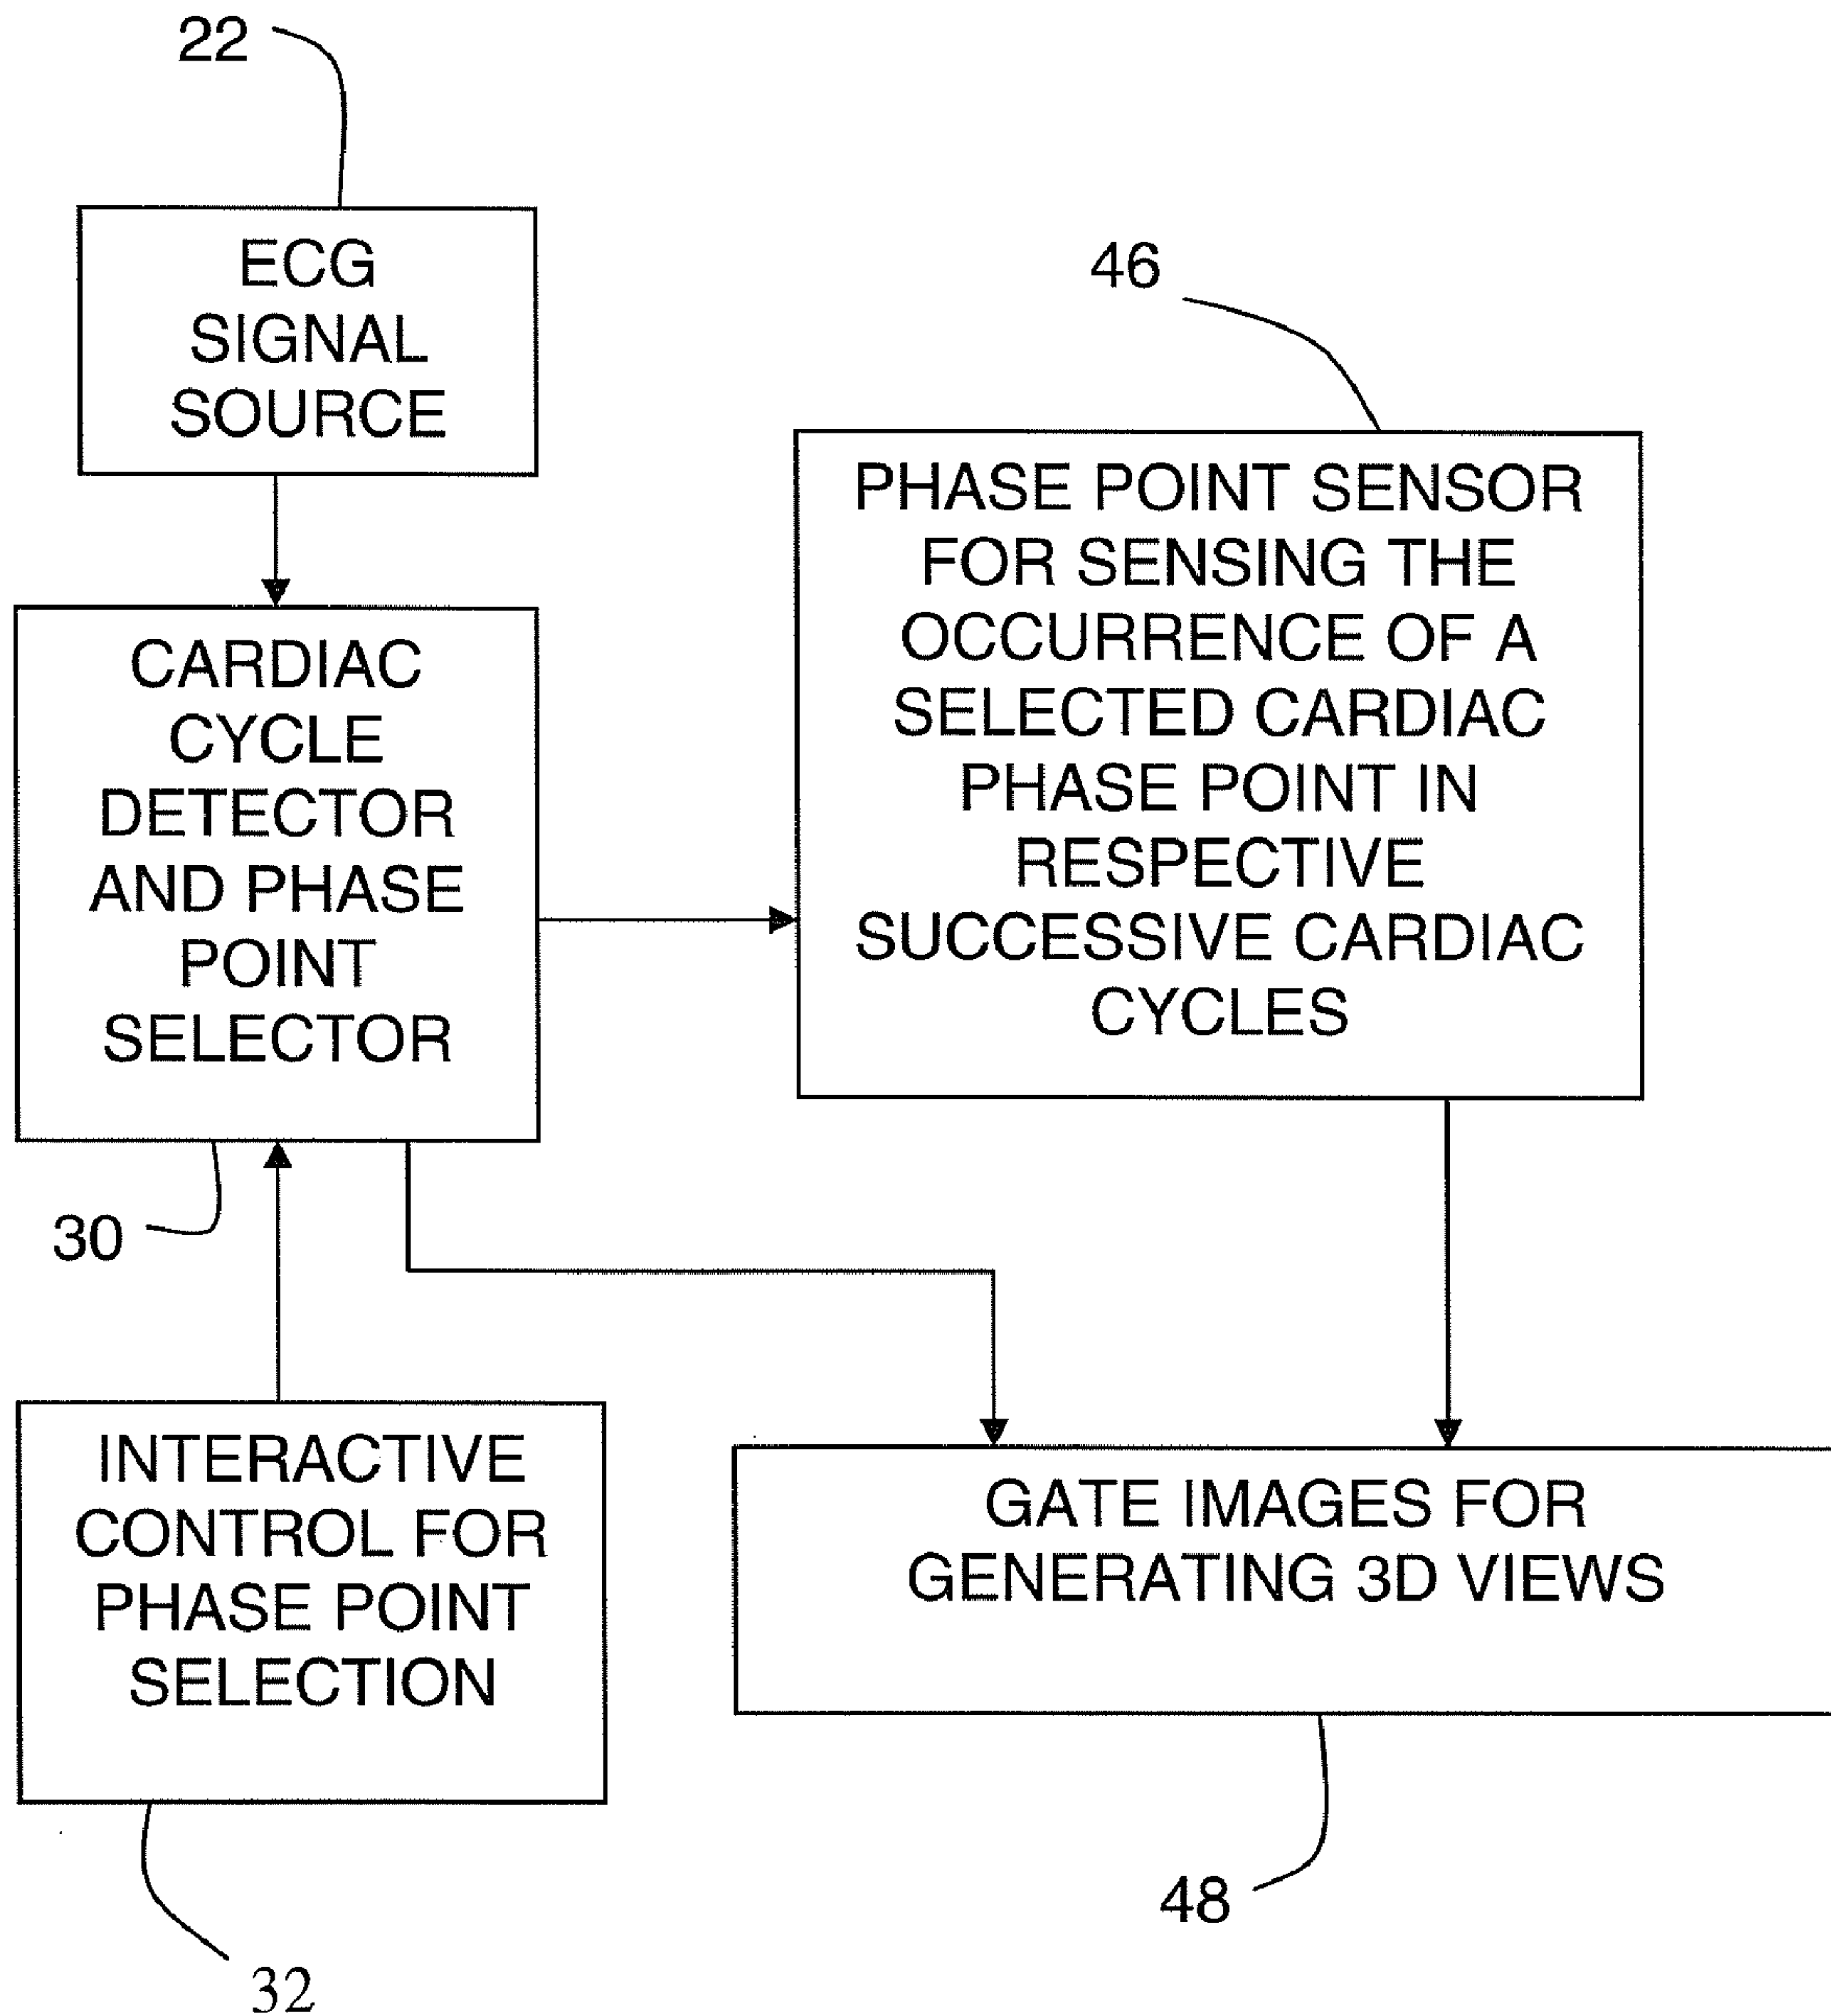 22
ECG
SIGNAL
SOURCE
46
PHASE POINT SENSOR
FOR SENSING THE
OCCURRENCE OF A
SELECTED CARDIAC
PHASE POINT IN
RESPECTIVE
SUCCESSIVE CARDIAC
CYCLES
CARDIAC
CYCLE
DETECTOR
AND PHASE
POINT
SELECTOR
30
INTERACTIVE
CONTROL FOR
PHASE POINT
SELECTION
32
GATE IMAGES FOR
GENERATING 3D VIEWS
48